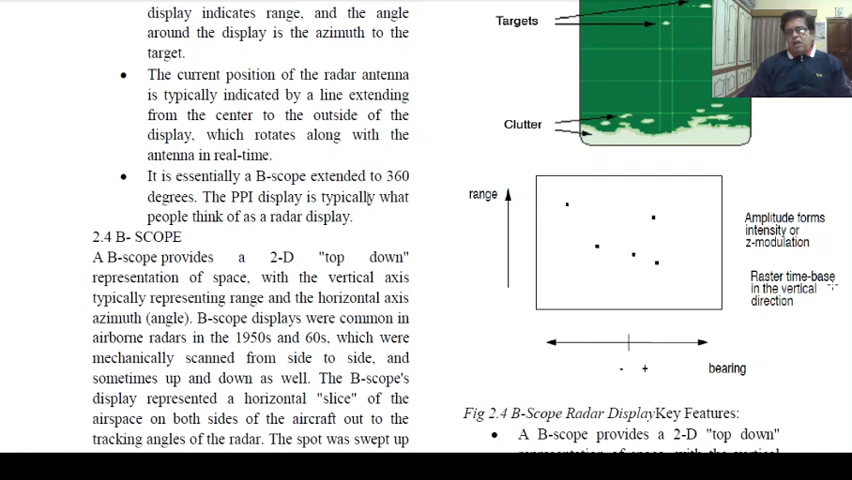 display indicates range, and the angle
around the display is the azimuth to the
target.
• The current position of the radar antenna
is typically indicated by a line extending
from the center to the outside of the
display, which rotates along with the
antenna in real-time.
• It is essentially a B-scope extended to 360
degrees. The PPI display is typically what
people think of as a radar display.
2.4 B- SCOPE
A B-scope provides a 2-D "top down"
representation of space, with the vertical axis
typically representing range and the horizontal axis
azimuth (angle). B-scope displays were common in
airborne radars in the 1950s and 60s, which were
mechanically scanned from side to side, and
sometimes up and down as well. The B-scope's
display represented a horizontal "slice" of the
airspace on both sides of the aircraft out to the
tracking angles of the radar. The spot was swept up
Targets
Clutter
range
Amplitude forms
intensity or
z-modulation
Raster time-base
in the vertical
direction
- +
bearing
Fig 2.4 B-Scope Radar DisplayKey Features:
• A B-scope provides a 2-D "top down"
representation of space, with the vertical